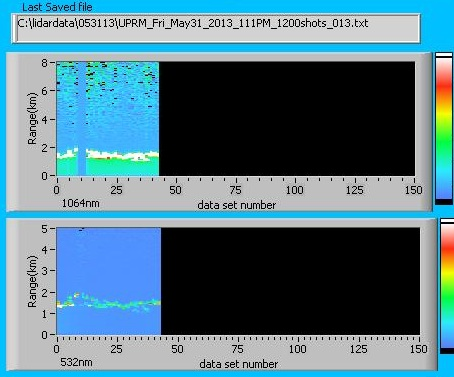 Last Saved file
C:\lidardata\053113\UPRM_Fri_May31_2013_111PM_1200shots_013.txt
8
6
4
2
0
Range(km)
0 25 50 75 100 125 150
1064nm data set number
5
4
3
2
1
0
Range(km)
0 25 50 75 100 125 150
532nm data set number